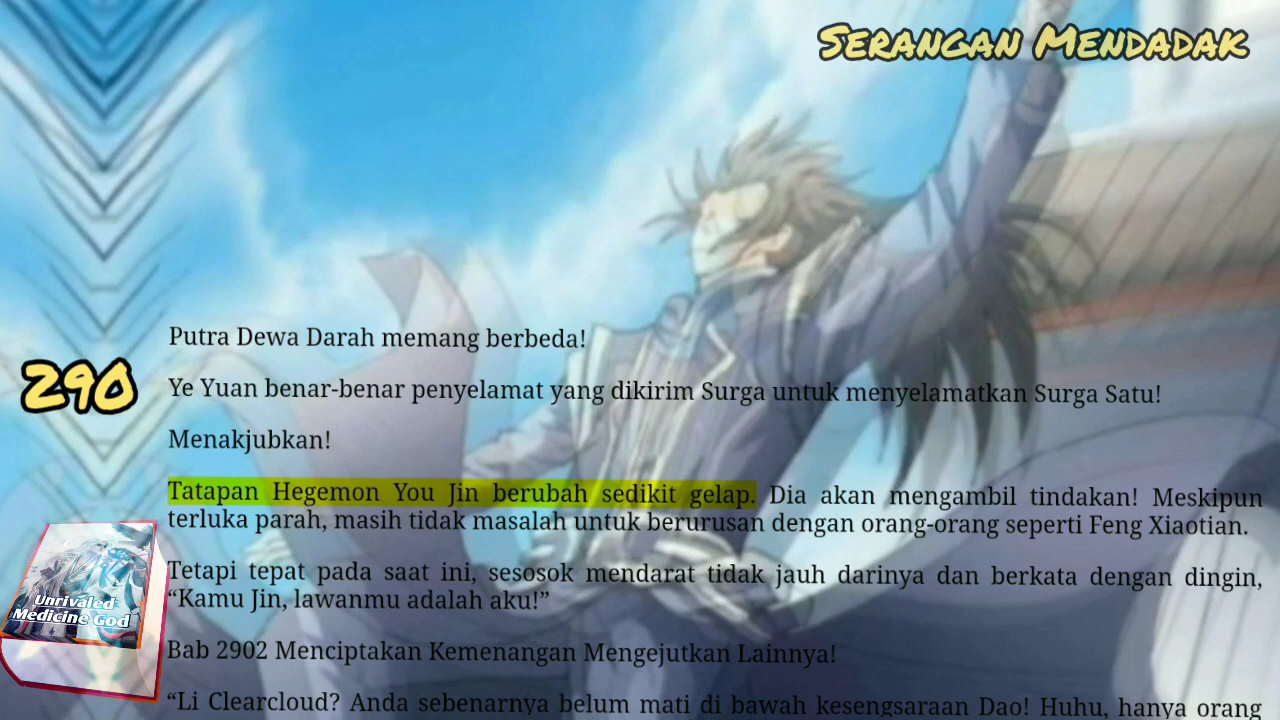 Serangan Mendadak
Putra Dewa Darah memang berbeda!
290
Ye Yuan benar-benar penyelamat yang dikirim Surga untuk menyelamatkan Surga Satu!
Menakjubkan!
Tatapan Hegemon You Jin berubah sedikit gelap. Dia akan mengambil tindakan! Meskipun
terluka parah, masih tidak masalah untuk berurusan dengan orang-orang seperti Feng Xiaotian.
Tetapi tepat pada saat ini, sesosok mendarat tidak jauh darinya dan berkata dengan dingin,
“Kamu Jin, lawanmu adalah aku!”
Unrivaled
Medicine God
Bab 2902 Menciptakan Kemenangan Mengejutkan Lainnya!
“Li Clearcloud? Anda sebenarnya belum mati di bawah kesengsaraan Dao! Huhu, hanya orang